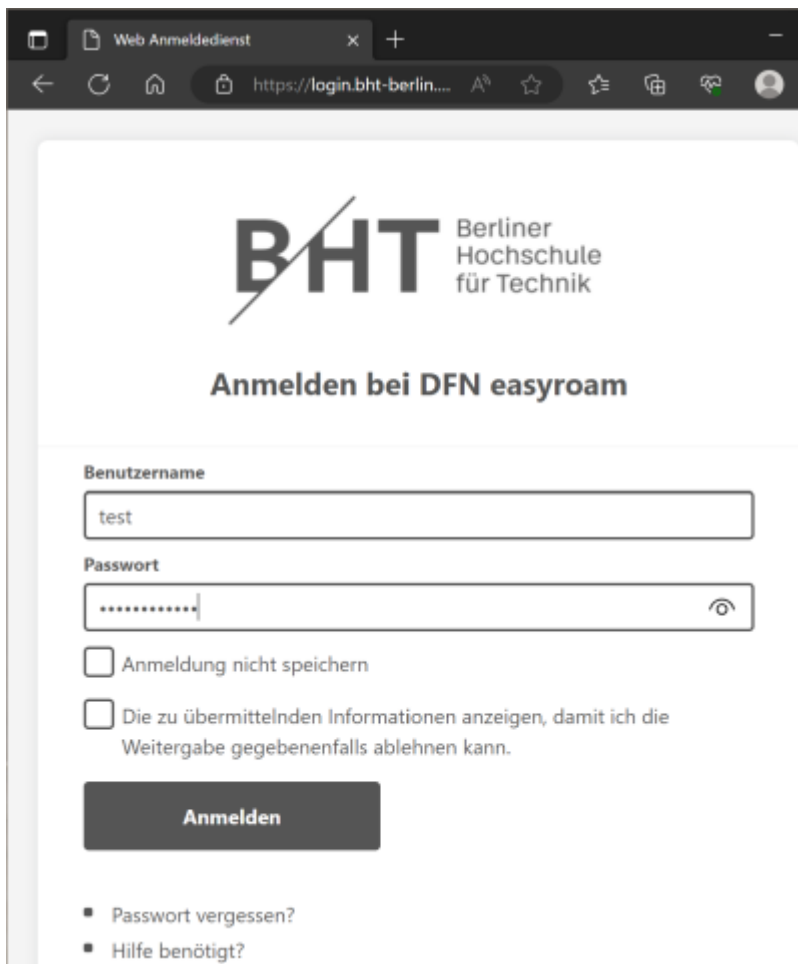 Web Anmeldedienst
https://login.bht-berlin....
BHT
Berliner
Hochschule
für Technik
Anmelden bei DFN easyroam
Benutzername
test
Passwort
••••••••••••
Anmeldung nicht speichern
Die zu übermittelnden Informationen anzeigen, damit ich die
Weitergabe gegebenenfalls ablehnen kann.
Anmelden
Passwort vergessen?
Hilfe benötigt?